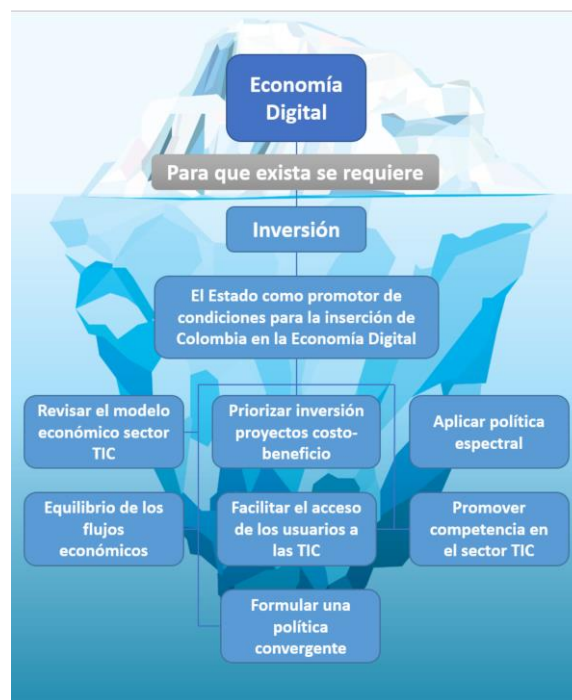 Economía
Digital
Para que exista se requiere
Inversión
El Estado como promotor de
condiciones para la inserción de
Colombia en la Economía Digital
Revisar el modelo
económico sector
TIC
Priorizar inversión
proyectos costo-
beneficio
Aplicar política
espectral
Equilibrio de los
flujos
económicos
Facilitar el acceso
de los usuarios a
las TIC
Promover
competencia en
el sector TIC
Formular una
política
convergente